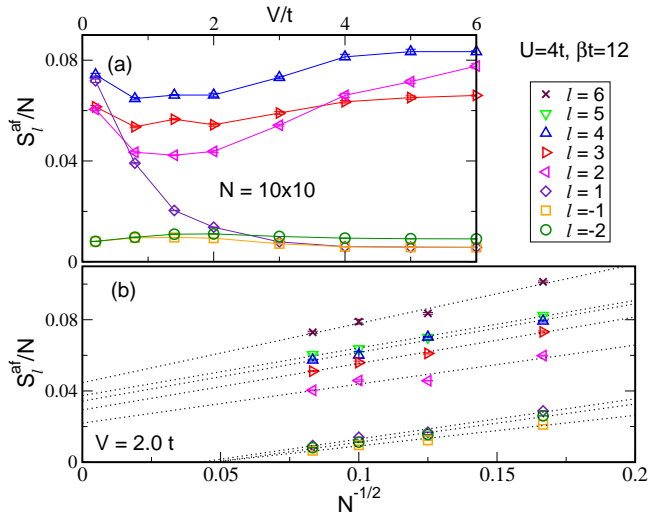 V/t
0 2 4 6
S_l^af/N
0.08
0.04
0
(a)
N = 10x10
U=4t, βt=12
l = 6
l = 5
l = 4
l = 3
l = 2
l = 1
l = -1
l = -2
S_l^af/N
0.08
0.04
0
(b)
V = 2.0 t
0 0.05 0.1 0.15 0.2
N^-1/2